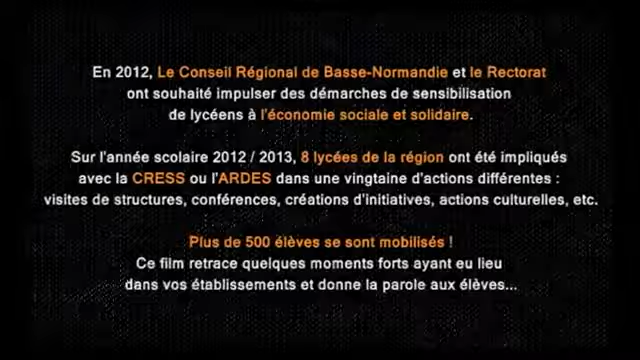 En 2012, Le Conseil Régional de Basse-Normandie et le Rectorat
ont souhaité impulser des démarches de sensibilisation
de lycéens à l'économie sociale et solidaire.
Sur l'année scolaire 2012 / 2013, 8 lycées de la région ont été impliqués
avec la CRESS ou l'ARDES dans une vingtaine d'actions différentes :
visites de structures, conférences, créations d'initiatives, actions culturelles, etc.
Plus de 500 élèves se sont mobilisés !
Ce film retrace quelques moments forts ayant eu lieu
dans vos établissements et donne la parole aux élèves...